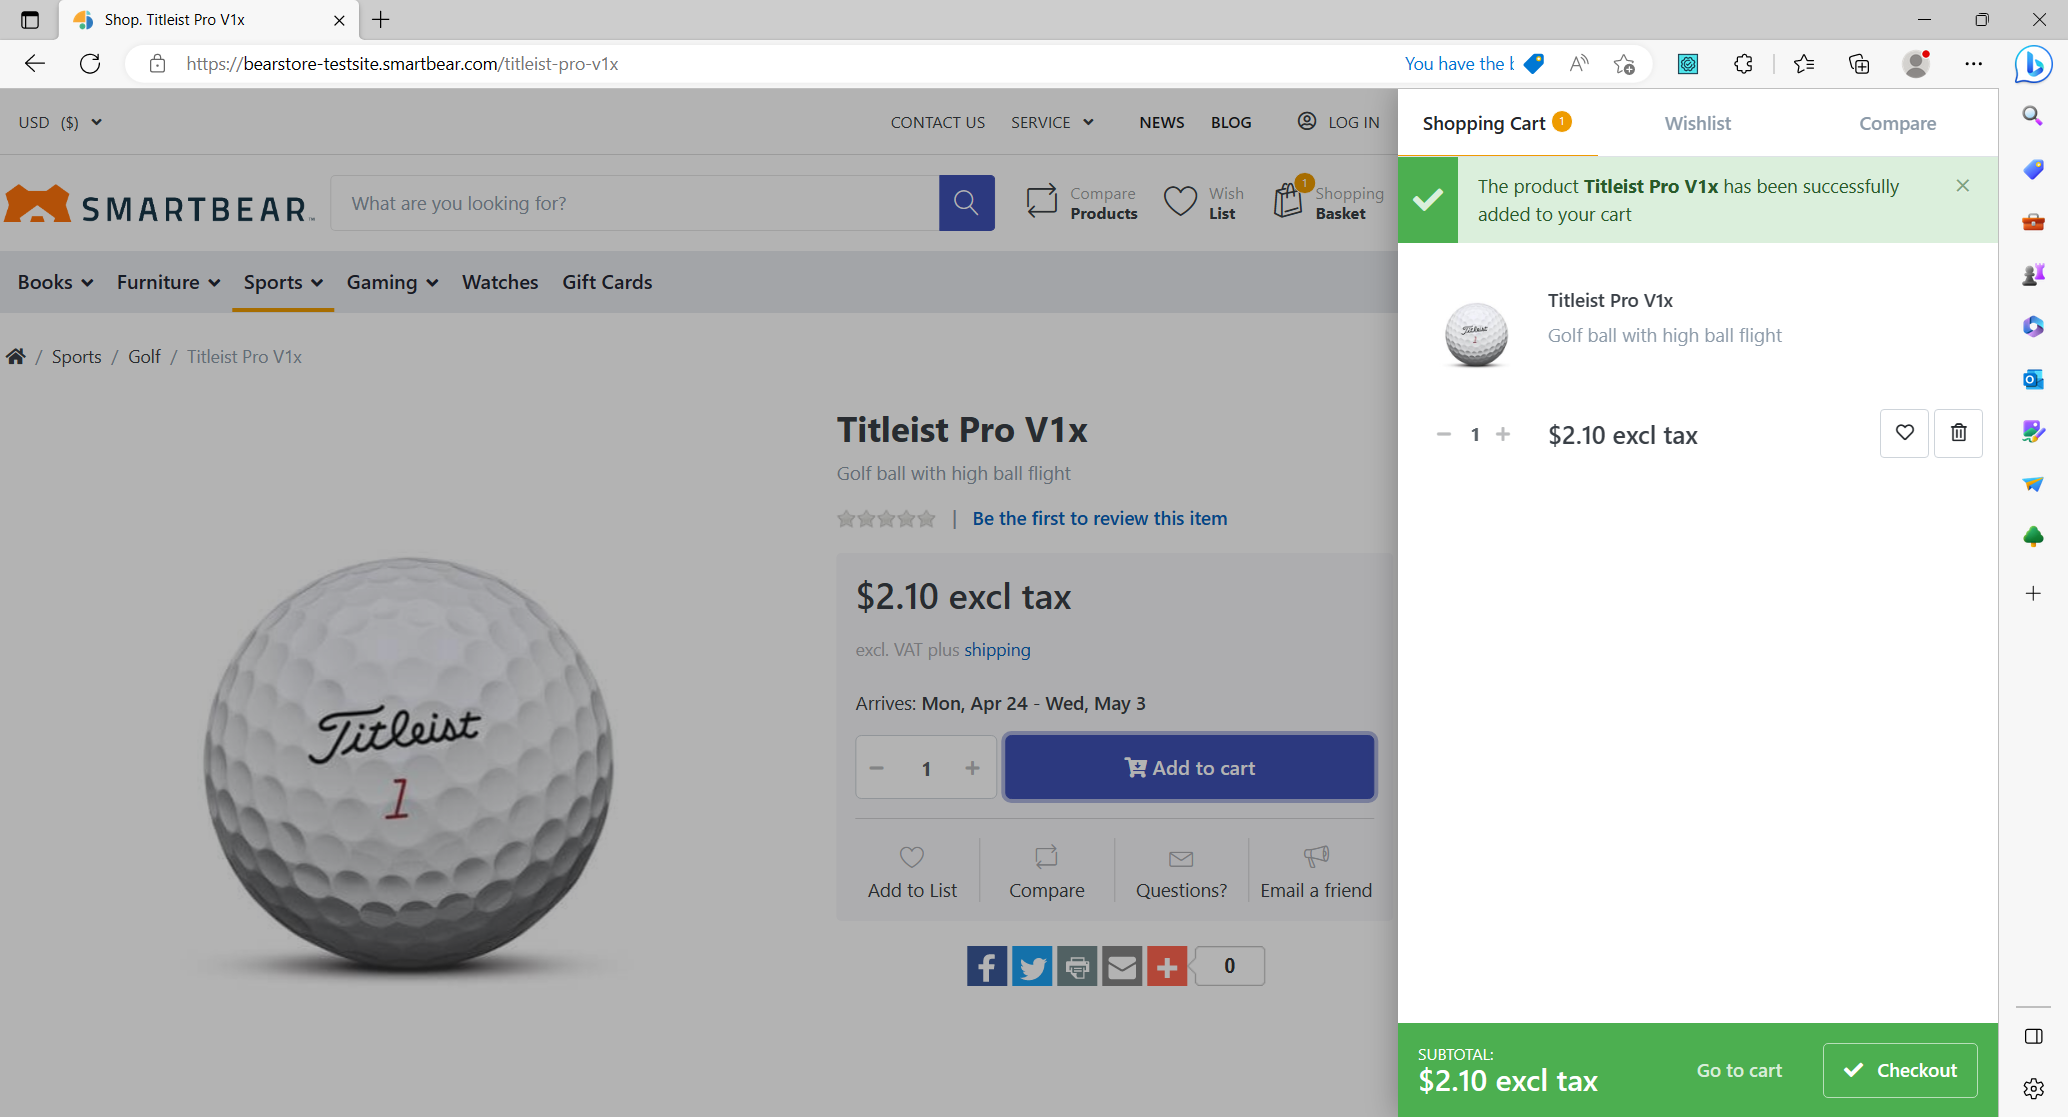 Shop. Titleist Pro V1x
https://bearstore-testsite.smartbear.com/titleist-pro-v1x
You have the b
USD ($)
CONTACT US
SERVICE
NEWS
BLOG
LOG IN
SMARTBEAR
What are you looking for?
Compare
Products
Wish
List
1
Shopping
Basket
Books
Furniture
Sports
Gaming
Watches
Gift Cards
/ Sports / Golf / Titleist Pro V1x
Titleist
1
Titleist Pro V1x
Golf ball with high ball flight
| Be the first to review this item
$2.10 excl tax
excl. VAT plus shipping
Arrives: Mon, Apr 24 - Wed, May 3
1
Add to cart
Add to List
Compare
Questions?
Email a friend
0
Shopping Cart 1
Wishlist
Compare
The product Titleist Pro V1x has been successfully
added to your cart
Titleist
1
Titleist Pro V1x
Golf ball with high ball flight
1
$2.10 excl tax
SUBTOTAL:
$2.10 excl tax
Go to cart
Checkout